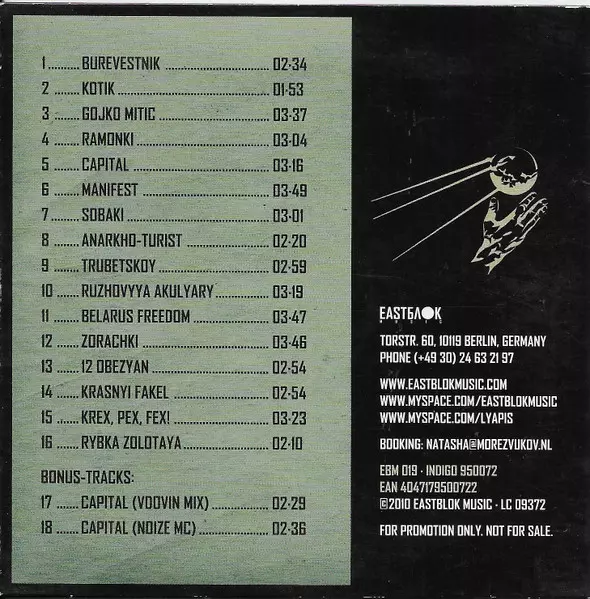 1.......... BUREVESTNIK ........................ 02-34
2 ...... KOTIK ................................... 01-53
3 ...... GOJKO MITIC .......................... 03-37
4 ...... RAMONKI ............................... 03-04
5 ...... CAPITAL ................................ 03-16
6 ...... MANIFEST .............................. 03-49
7 ...... SOBAKI .................................. 03-01
8 ...... ANARKHO-TURIST .................... 02-20
9 ...... TRUBETSKOY .......................... 02-59
10 ...... RUZHOVYYA AKULYARY ............. 03-19
11 ...... BELARUS FREEDOM .................. 03-47
12 ...... ZORACHKI ............................. 03-46
13 ...... 12 OBEZYAN ........................... 02-54
14 ...... KRASNYI FAKEL ...................... 02-54
15 ...... KREX, PEX, FEX! ...................... 03-23
16 ...... RYBKA ZOLOTAYA ..................... 02-10
BONUS-TRACKS:
17 ...... CAPITAL (VOOVIN MIX) ............... 02-29
18 ...... CAPITAL (NOIZE MC) .................. 02-36
EASTБЛОК
MUSIC
TORSTR. 60, 10119 BERLIN, GERMANY
PHONE (+49 30) 24 63 21 97
WWW.EASTBLOKMUSIC.COM
WWW.MYSPACE.COM/EASTBLOKMUSIC
WWW.MYSPACE.COM/LYAPIS
BOOKING: NATASHA@MOREZVUKOV.NL
EBM 019 · INDIGO 950072
EAN 4047179500722
©2010 EASTBLOK MUSIC · LC 09372
FOR PROMOTION ONLY. NOT FOR SALE.